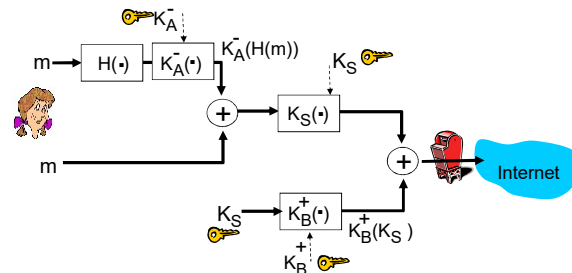 K_A^-
m H(·) K_A^-(·) K_A^-(H(m))
K_S
+ K_S(·)
m
+ Internet
K_S K_B^+(·) K_B^+(K_S)
K_B^+